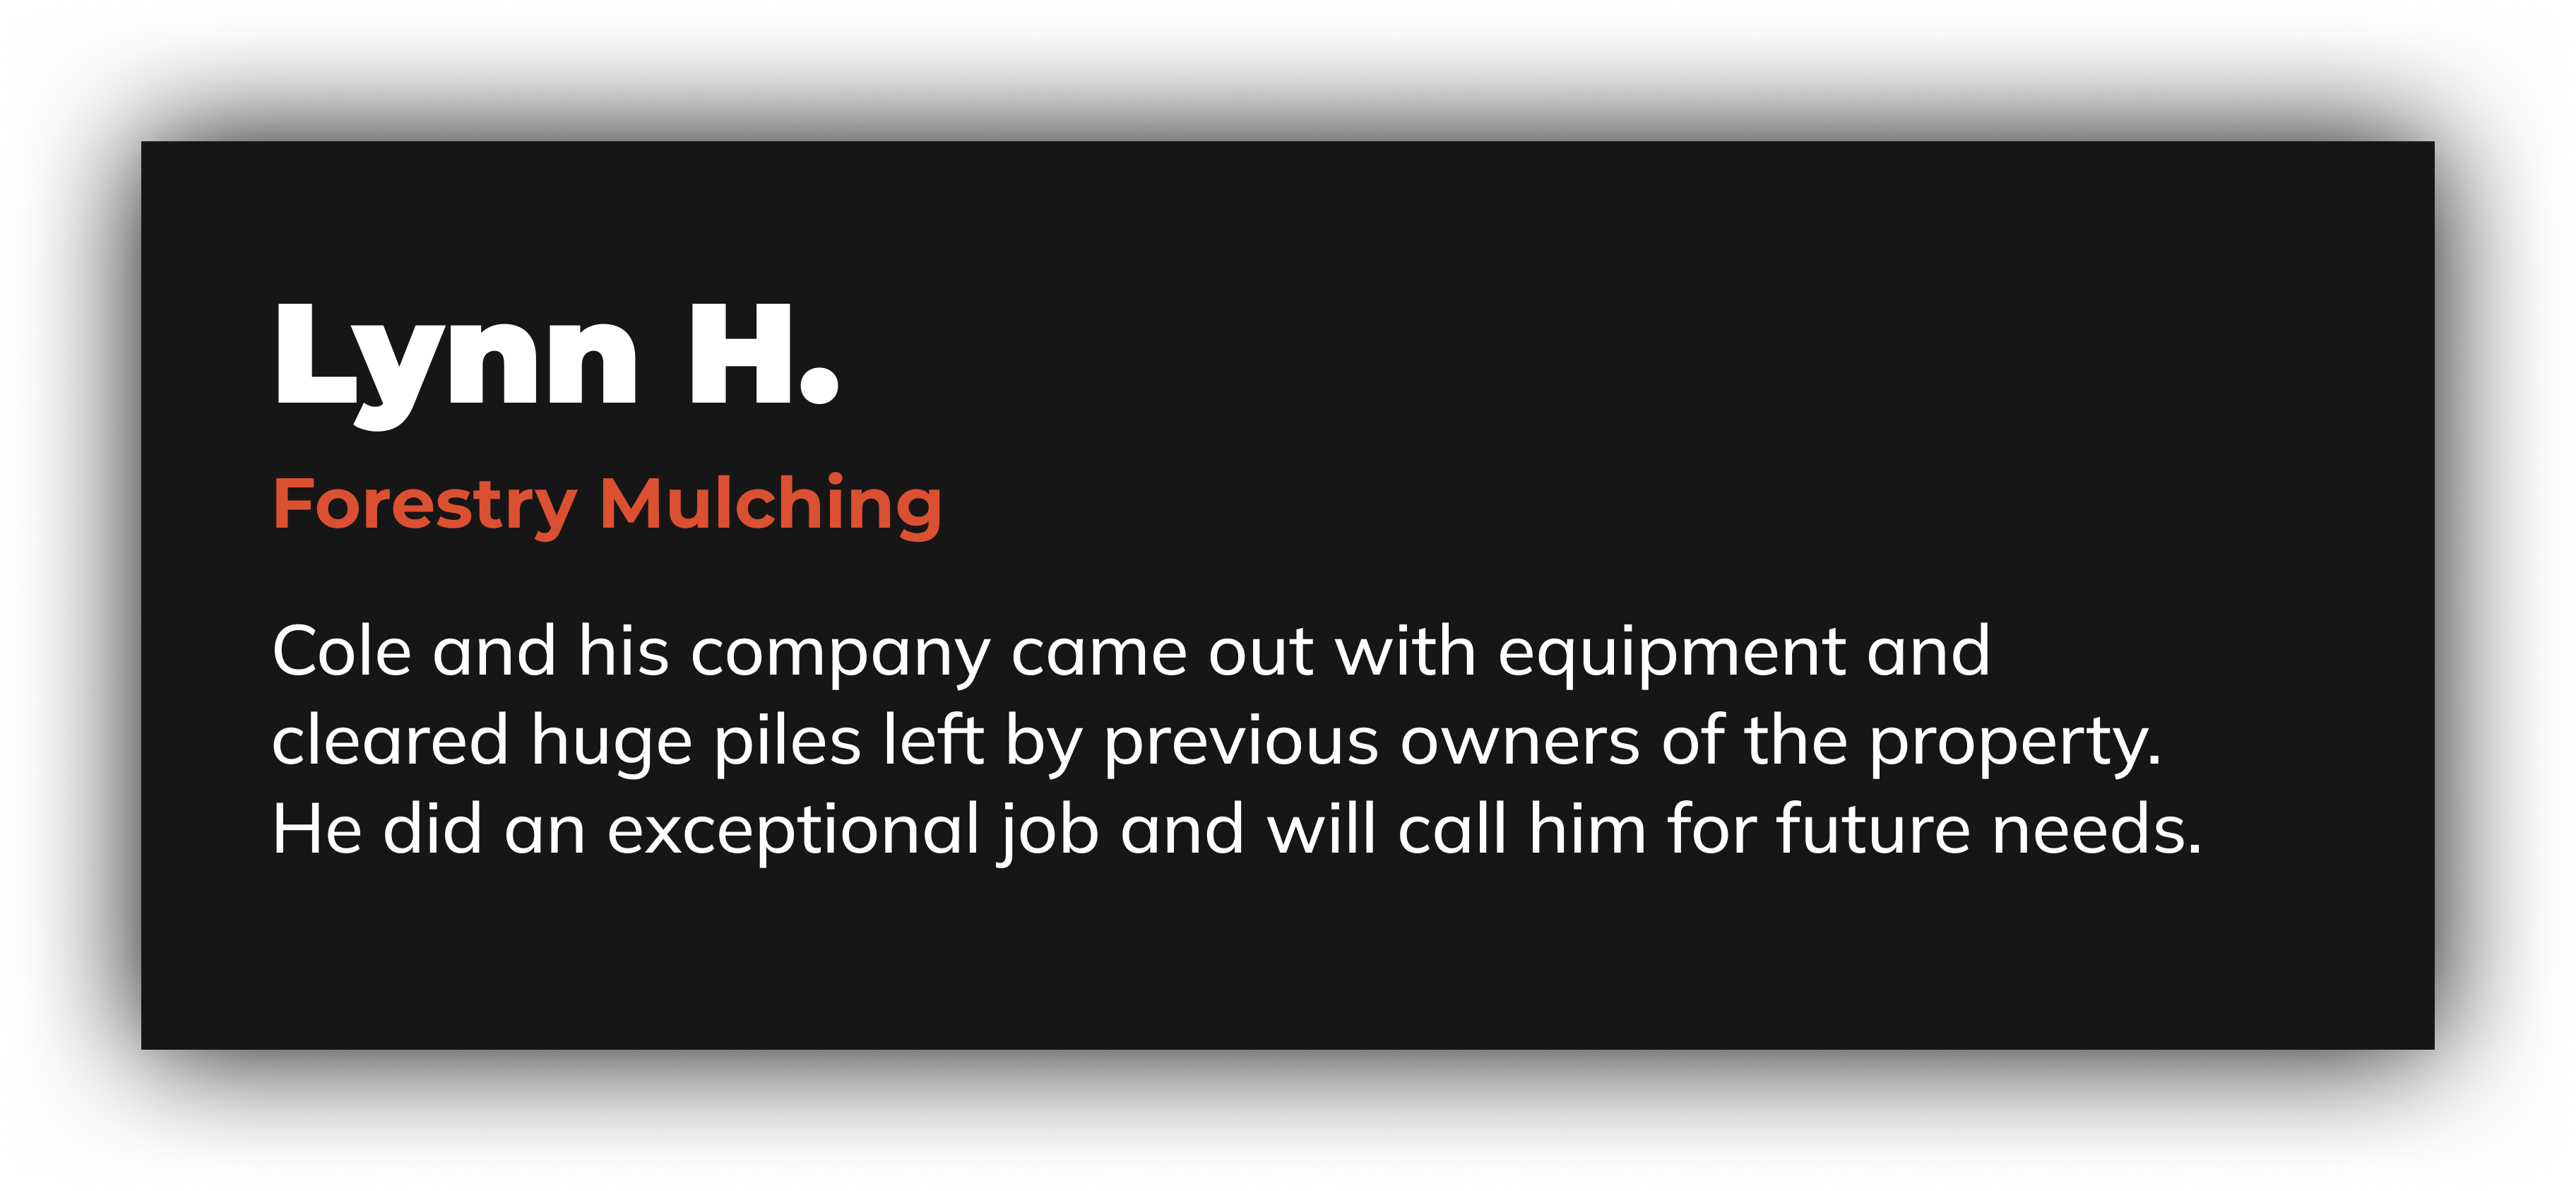 Lynn H.
Forestry Mulching
Cole and his company came out with equipment and
cleared huge piles left by previous owners of the property.
He did an exceptional job and will call him for future needs.